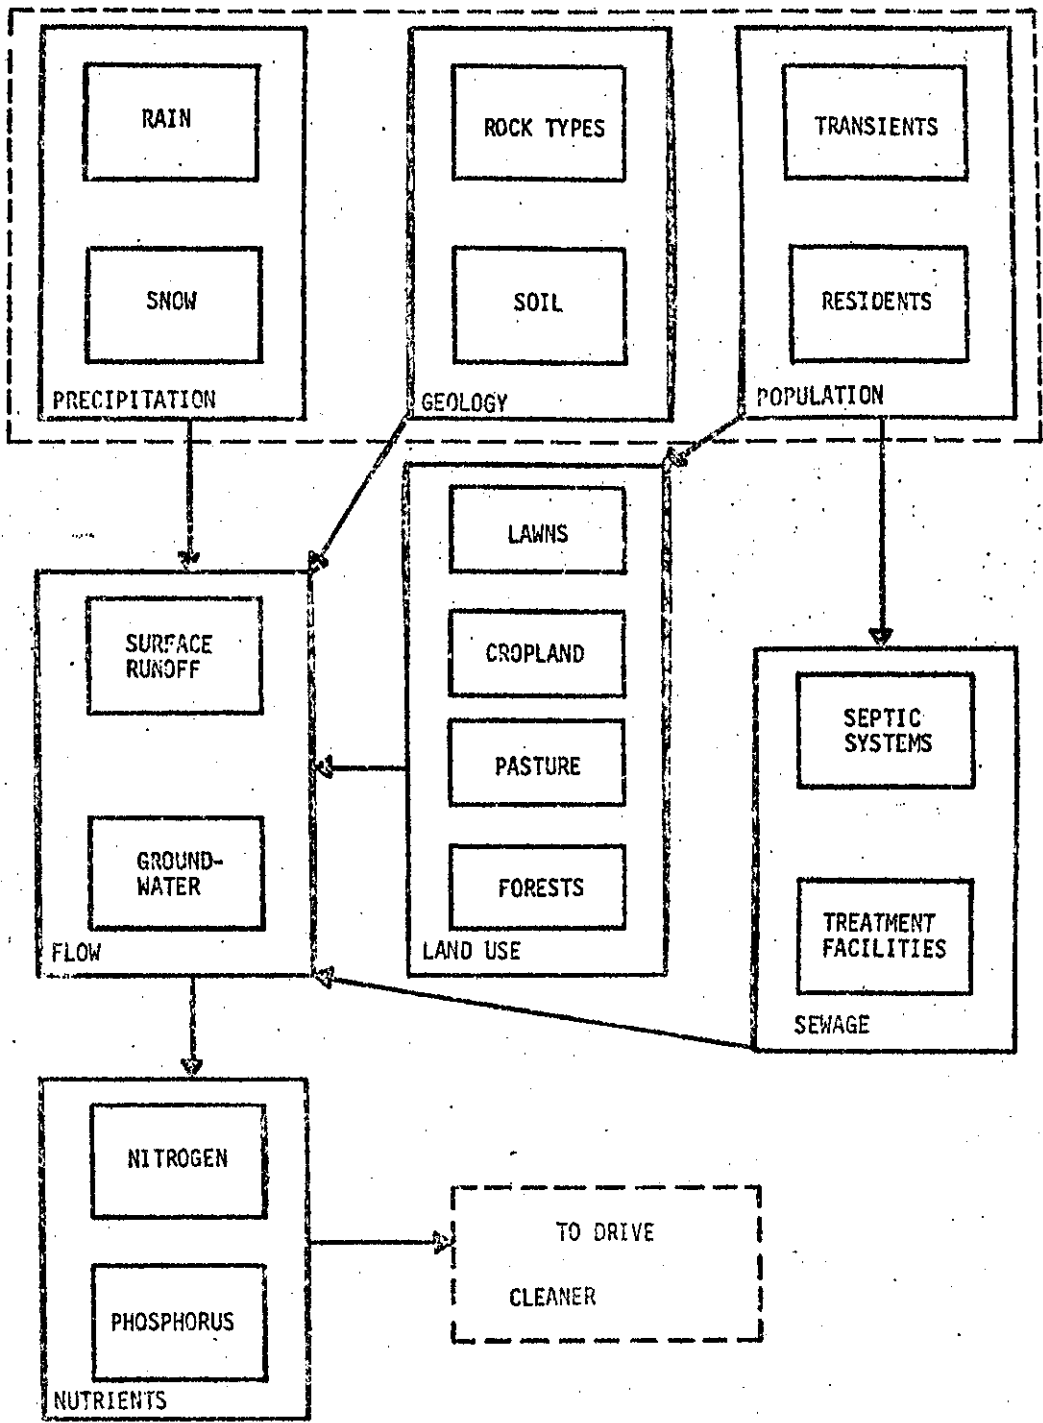 RAIN
SNOW
PRECIPITATION
ROCK TYPES
SOIL
GEOLOGY
TRANSIENTS
RESIDENTS
POPULATION
SURFACE
RUNOFF
GROUND-
WATER
FLOW
LAWNS
CROPLAND
PASTURE
FORESTS
LAND USE
SEPTIC
SYSTEMS
TREATMENT
FACILITIES
SEWAGE
NITROGEN
PHOSPHORUS
NUTRIENTS
TO DRIVE
CLEANER